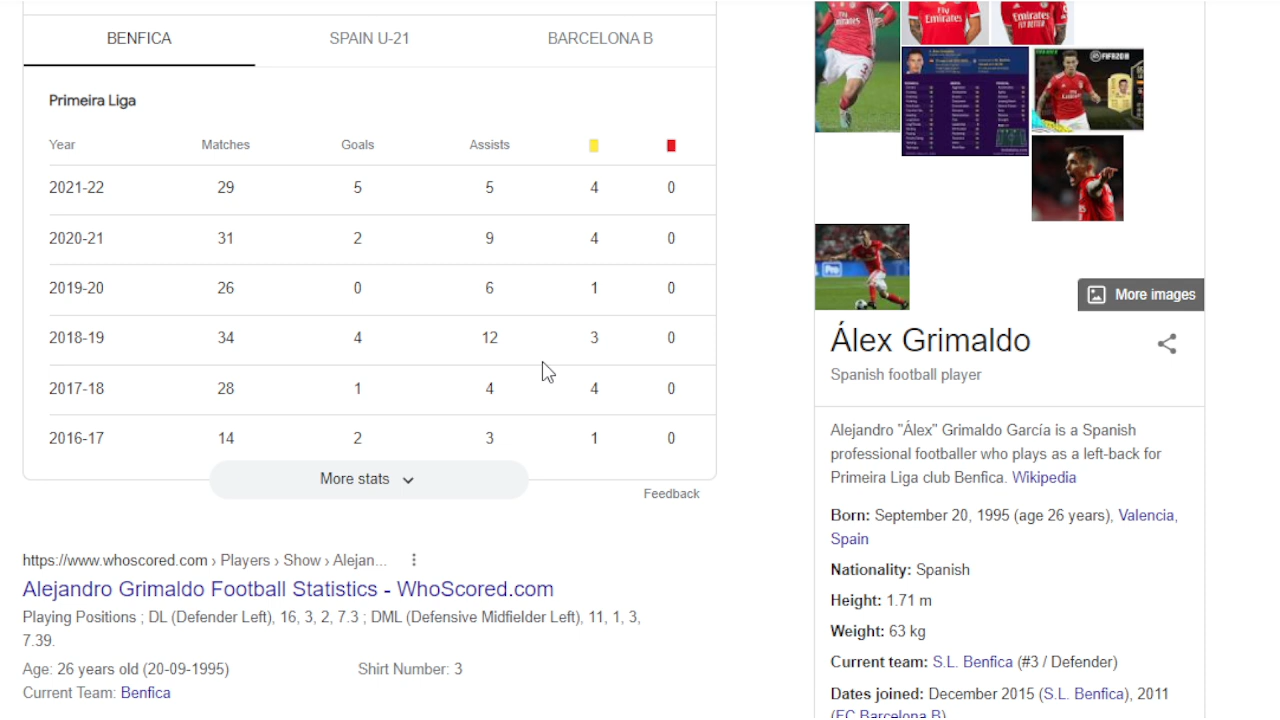 BENFICA SPAIN U-21 BARCELONA B
Primeira Liga
Year Matches Goals Assists
2021-22 29 5 5 4 0
2020-21 31 2 9 4 0
2019-20 26 0 6 1 0
2018-19 34 4 12 3 0
2017-18 28 1 4 4 0
2016-17 14 2 3 1 0
More stats
Feedback
https://www.whoscored.com › Players › Show › Alejan...
Alejandro Grimaldo Football Statistics - WhoScored.com
Playing Positions ; DL (Defender Left), 16, 3, 2, 7.3 ; DML (Defensive Midfielder Left), 11, 1, 3,
7.39.
Age: 26 years old (20-09-1995) Shirt Number: 3
Current Team: Benfica
Fly
Emirates
Emirates
FIFA20
Pro
More images
Álex Grimaldo
Spanish football player
Alejandro "Álex" Grimaldo García is a Spanish
professional footballer who plays as a left-back for
Primeira Liga club Benfica. Wikipedia
Born: September 20, 1995 (age 26 years), Valencia,
Spain
Nationality: Spanish
Height: 1.71 m
Weight: 63 kg
Current team: S.L. Benfica (#3 / Defender)
Dates joined: December 2015 (S.L. Benfica), 2011
(FC Barcelona B)